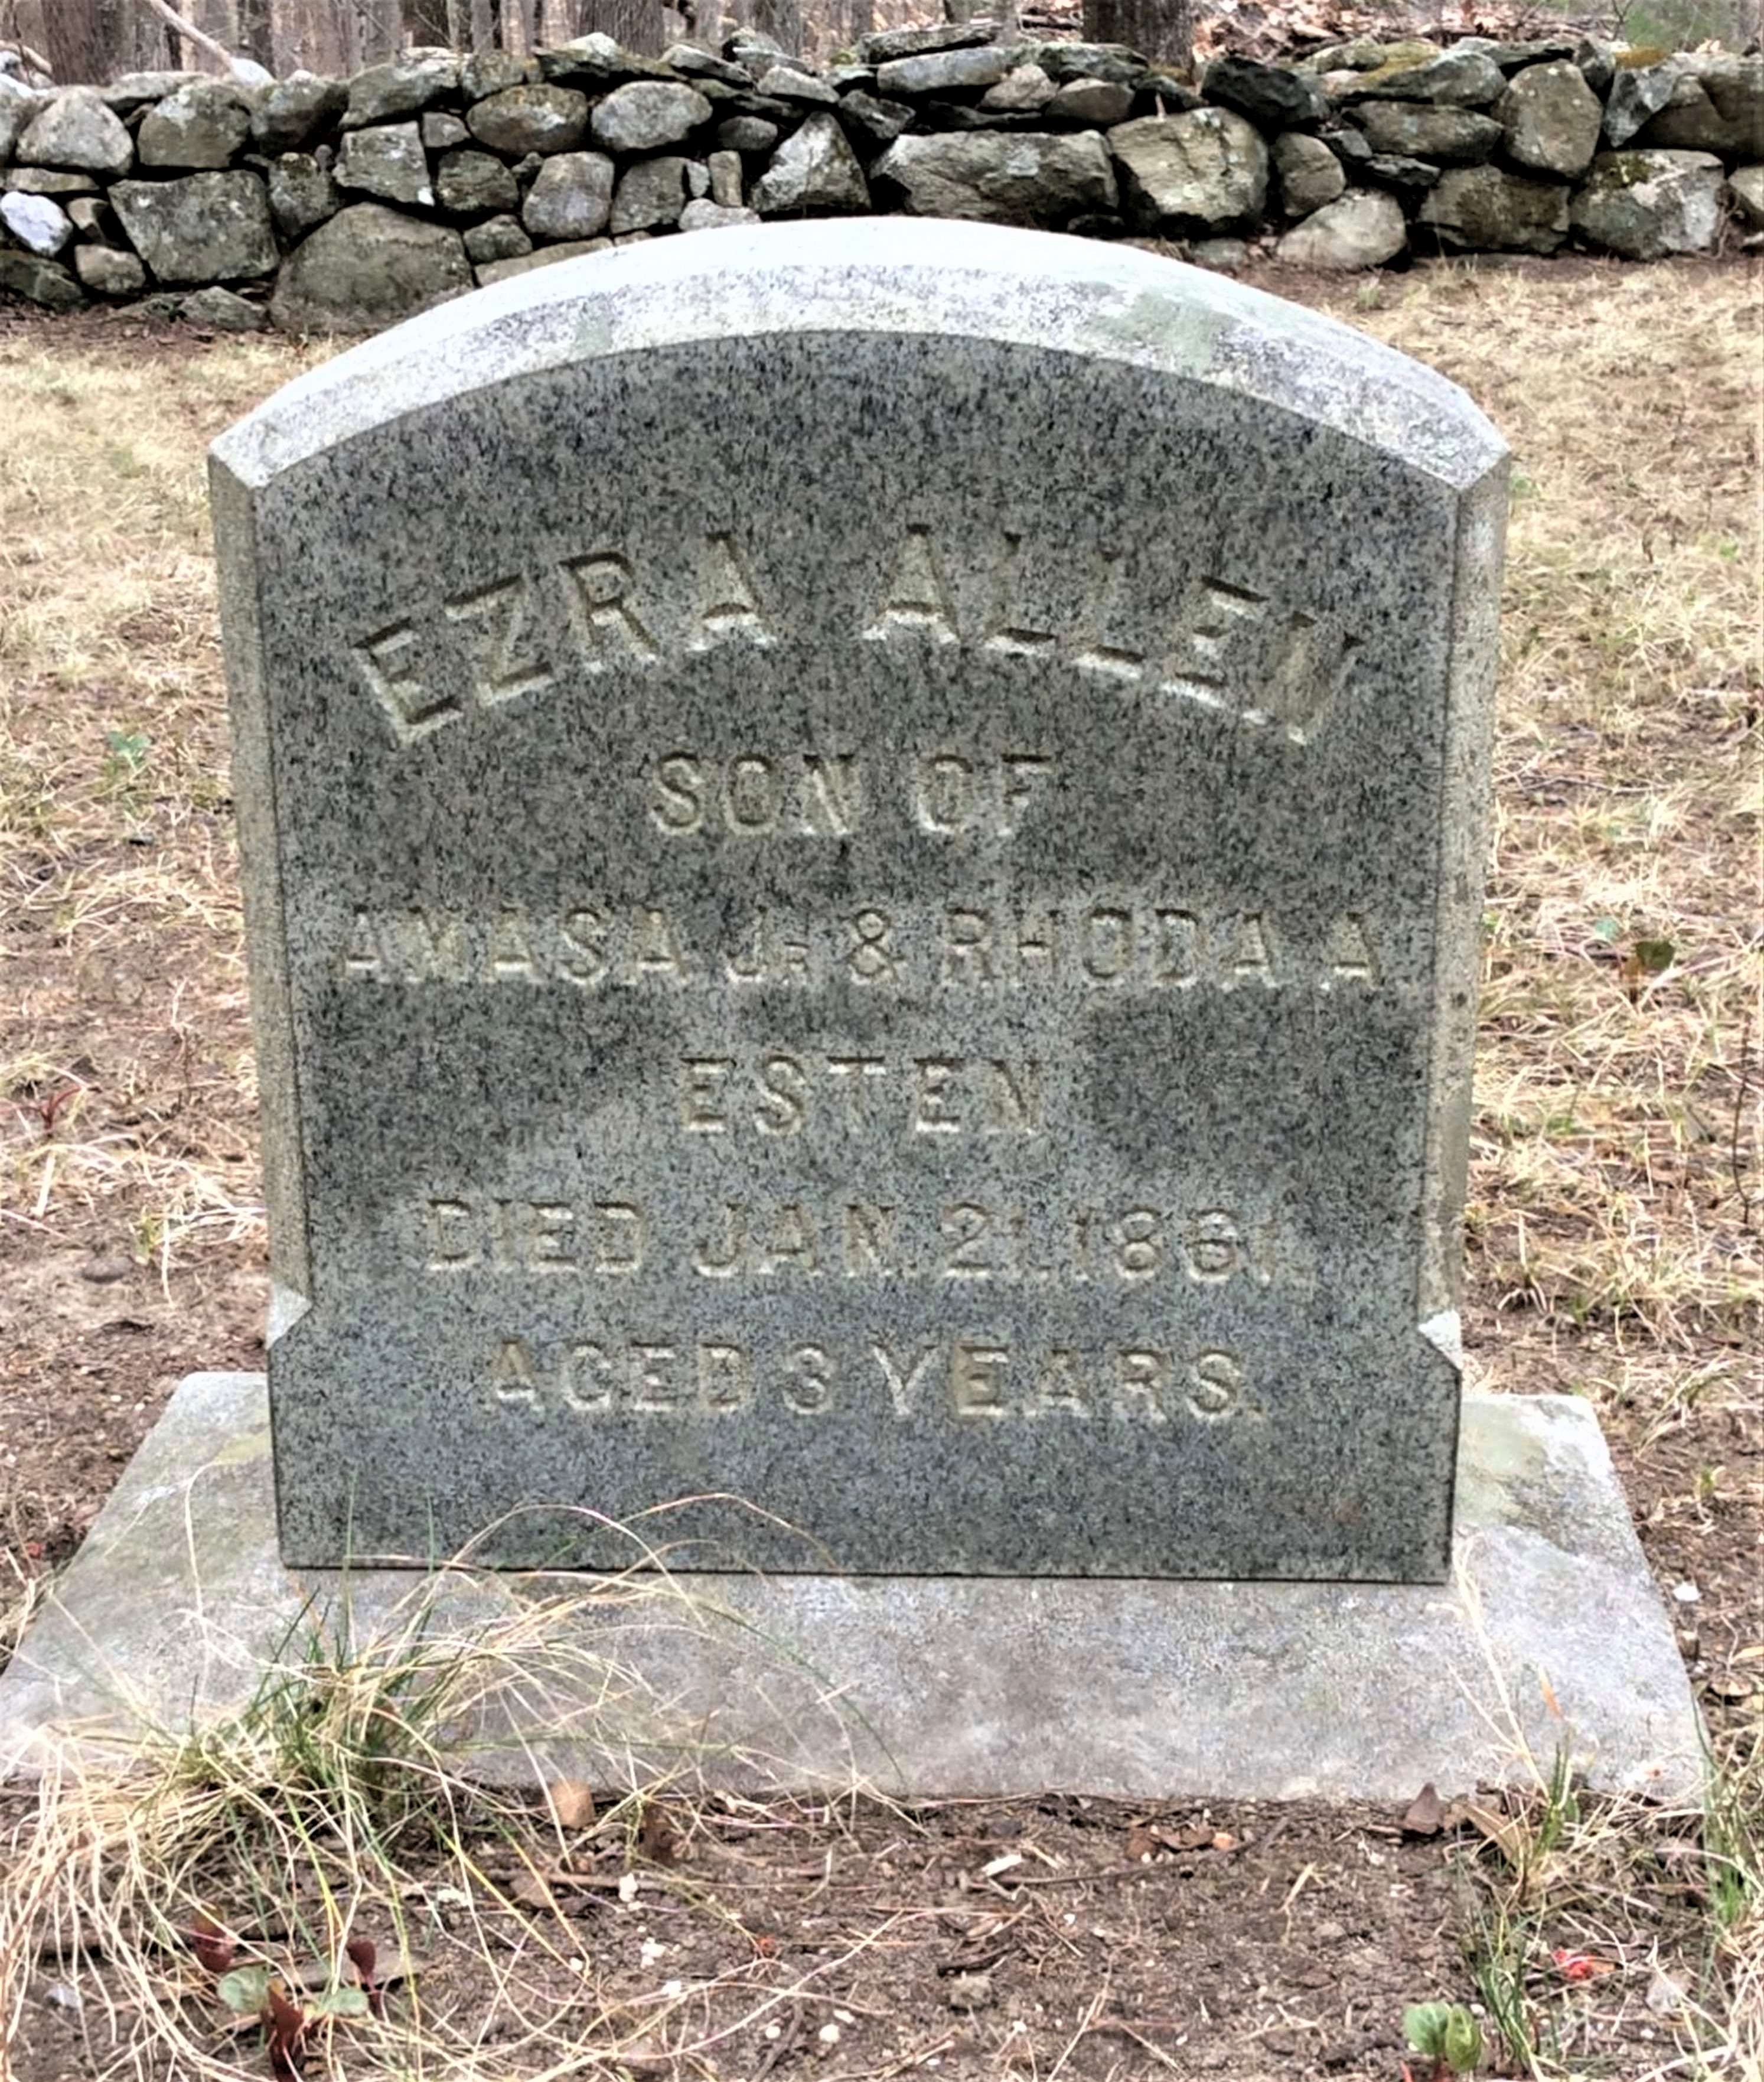 EZRA ALLEN
SON OF
AMASA Jr. & RHODA A.
ESTEN
DIED JAN. 21, 1861.
AGED 3 YEARS.